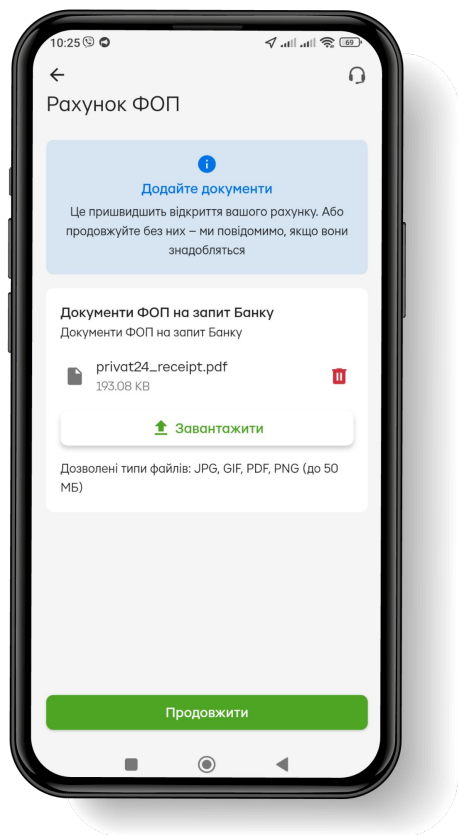 10:25
69
Рахунок ФОП
Додайте документи
Це пришвидшить відкриття вашого рахунку. Або
продовжуйте без них – ми повідомимо, якщо вони
знадобляться
Документи ФОП на запит Банку
Документи ФОП на запит Банку
privat24_receipt.pdf
193.08 KB
Завантажити
Дозволені типи файлів: JPG, GIF, PDF, PNG (до 50
МБ)
Продовжити